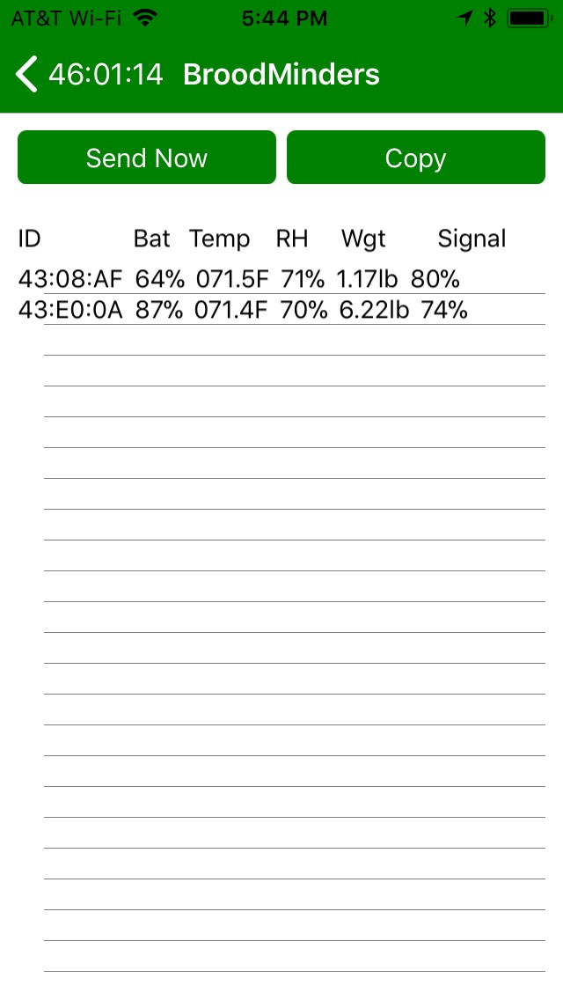 AT&T Wi-Fi 5:44 PM
46:01:14 BroodMinders
Send Now Copy
ID Bat Temp RH Wgt Signal
43:08:AF 64% 071.5F 71% 1.17lb 80%
43:E0:0A 87% 071.4F 70% 6.22lb 74%